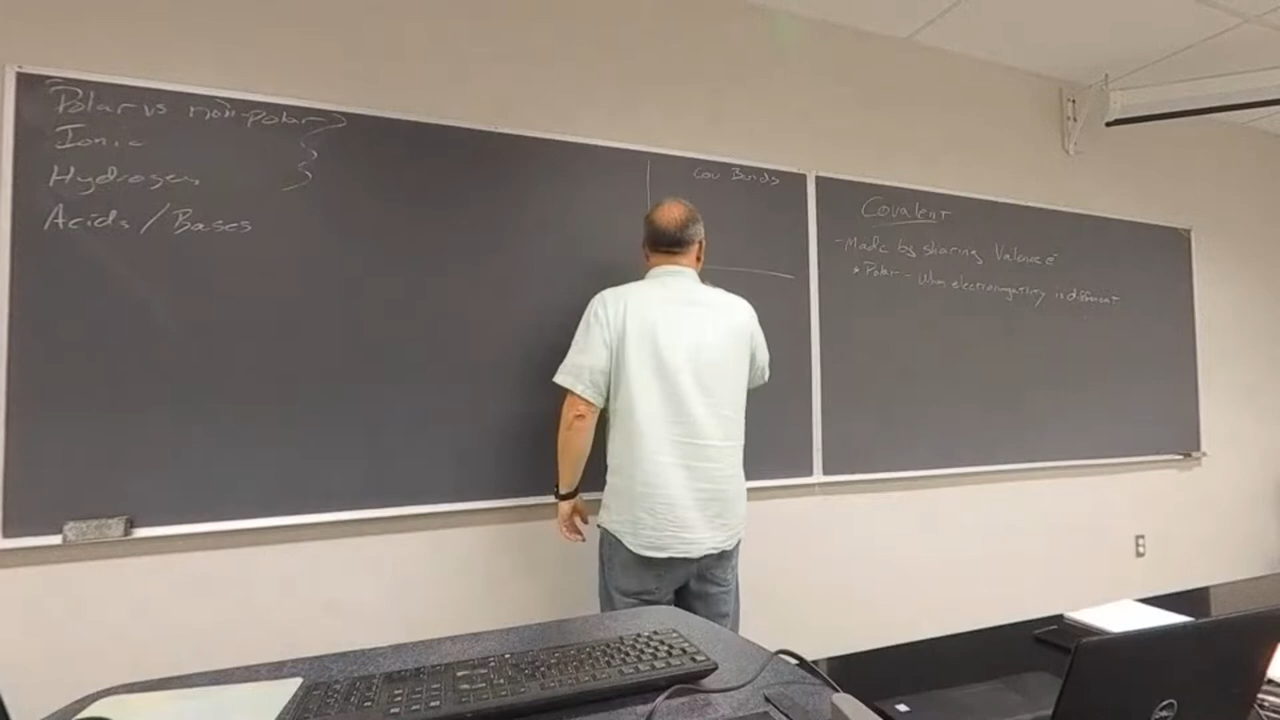 Polar vs non-polar
Ionic
Hydrogen
Acids / Bases
Cov Bonds
Covalent
- Made by sharing Valence e⁻
* Polar - When electronegativity is different